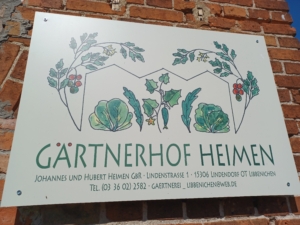 GÄRTNERHOF HEIMEN
JOHANNES UND HUBERT HEIMEN GBR · LINDENSTRASSE 1 · 15306 LINDENDORF OT LIBBENICHEN
TEL. (03 36 02) 2582 · GAERTNEREI_LIBBENICHEN@WEB.DE